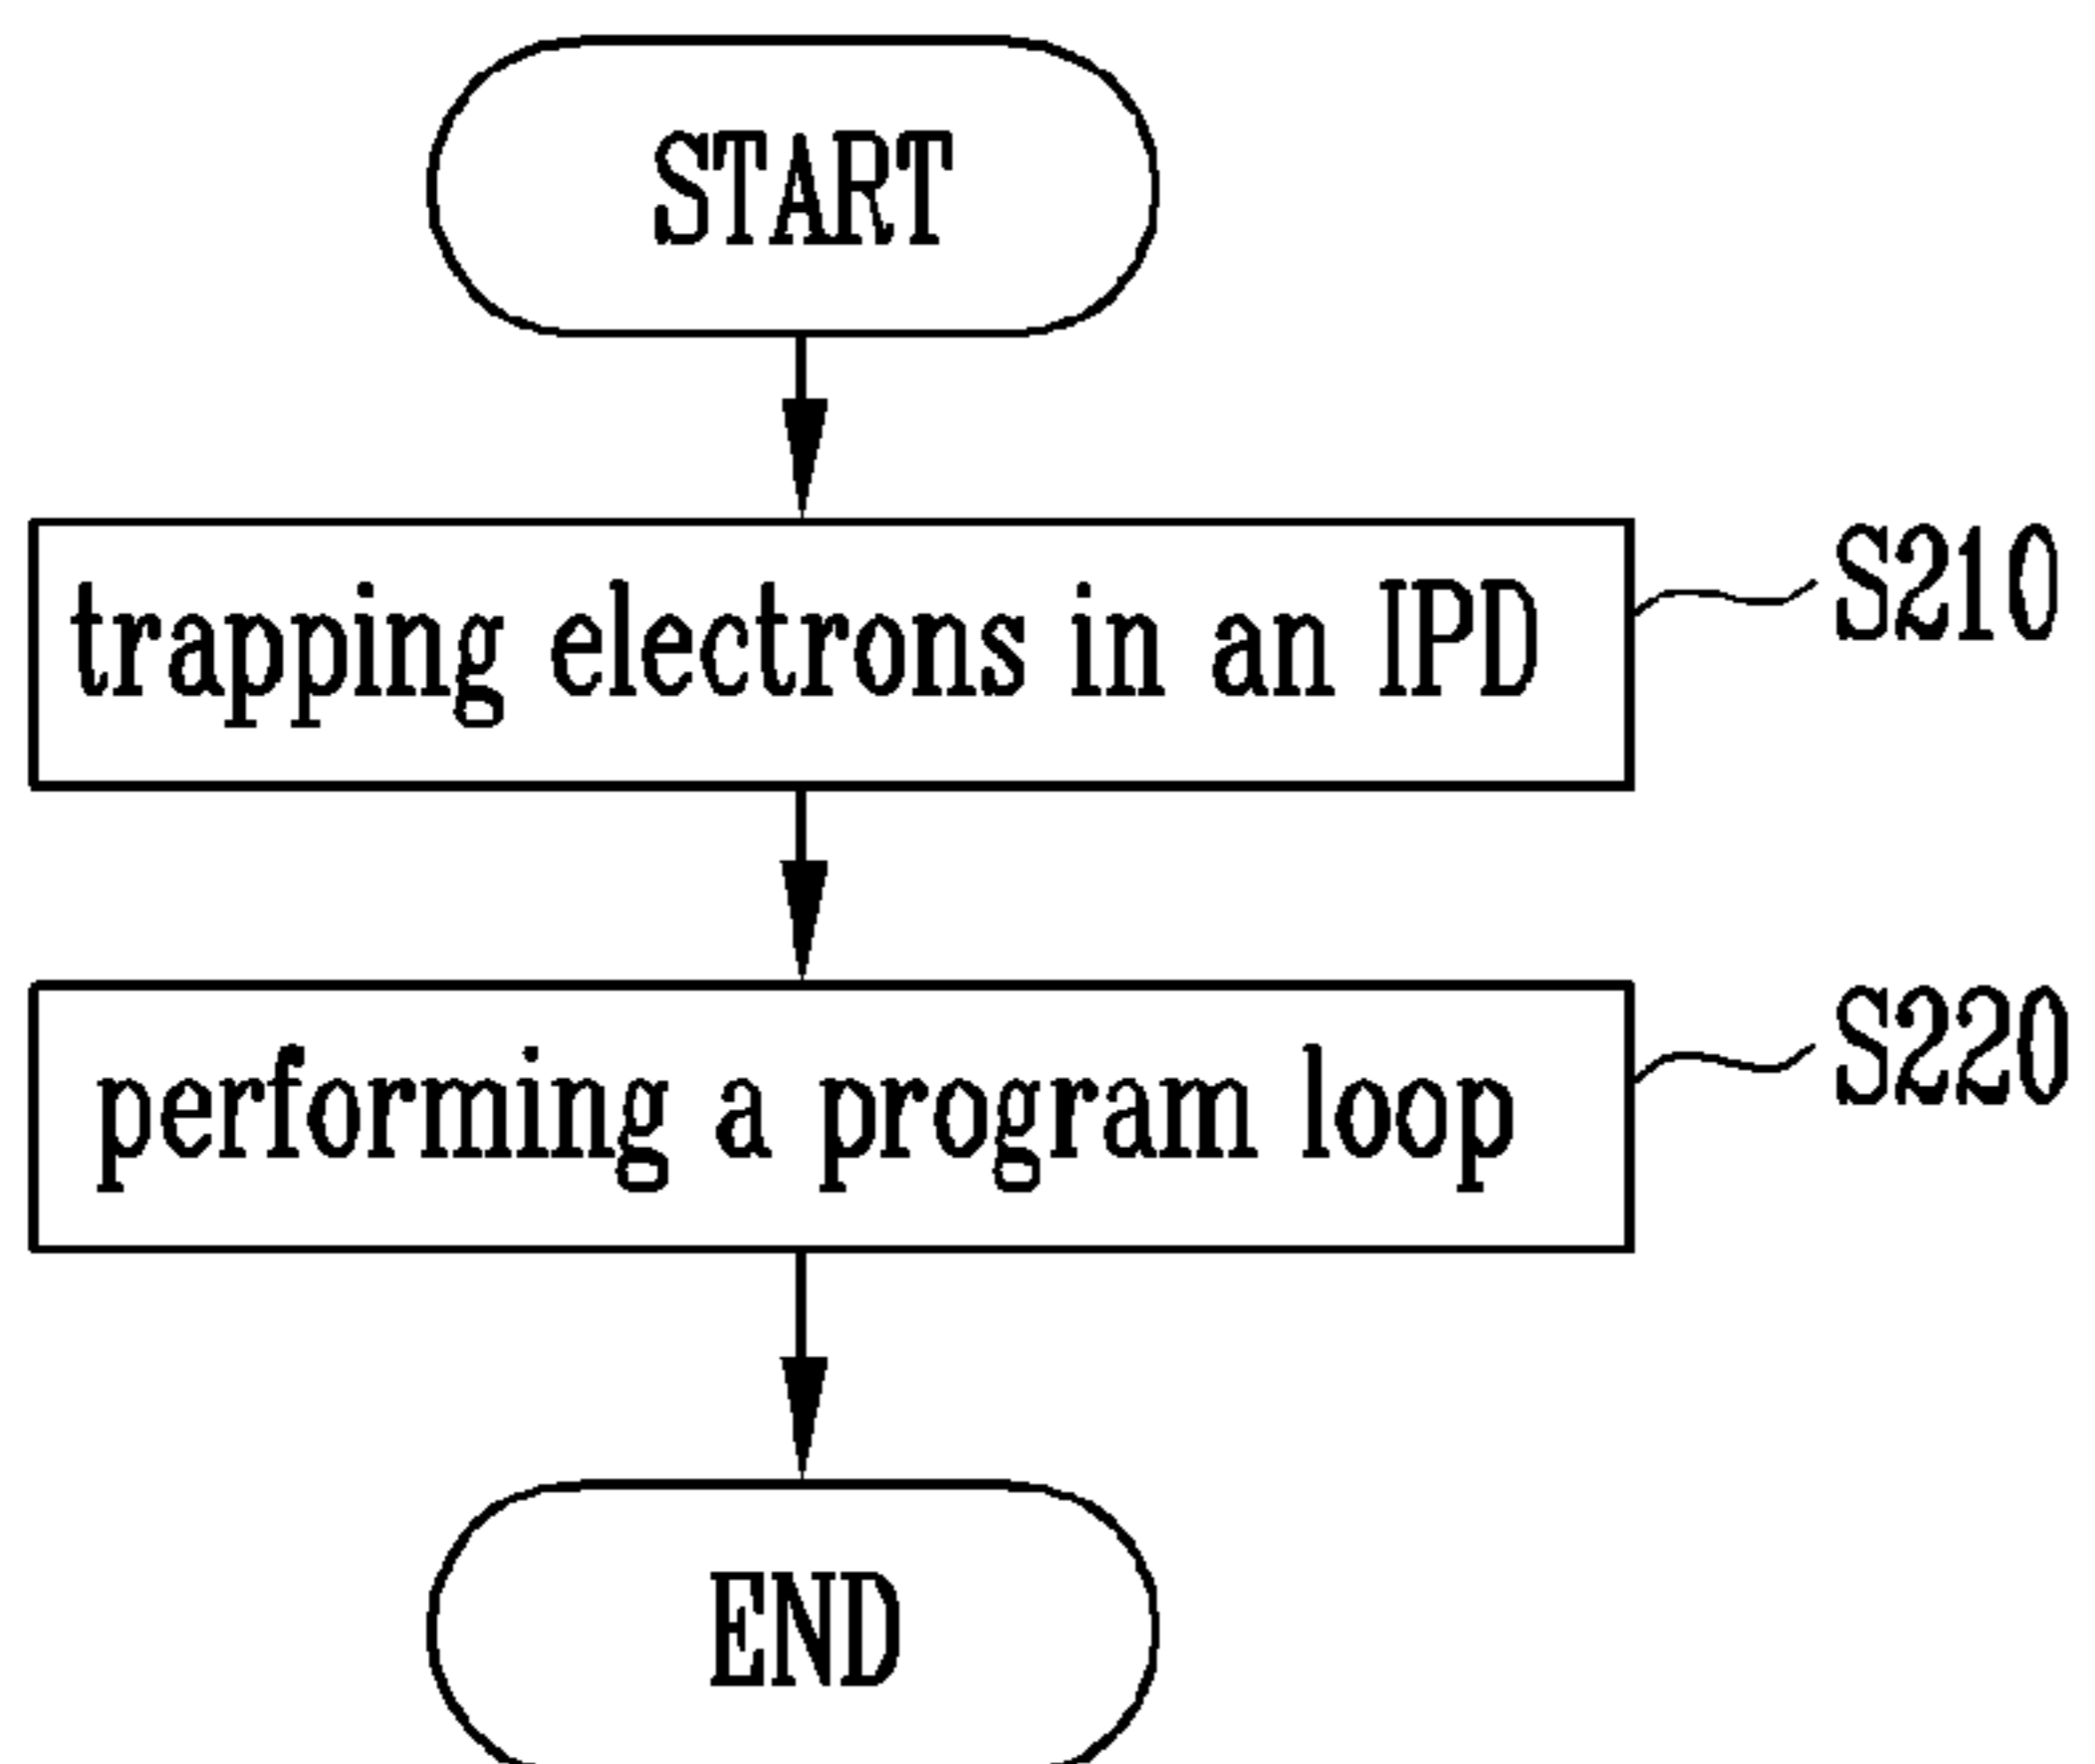 START
trapping electrons in an IPD
S210
performing a program loop
S220
END